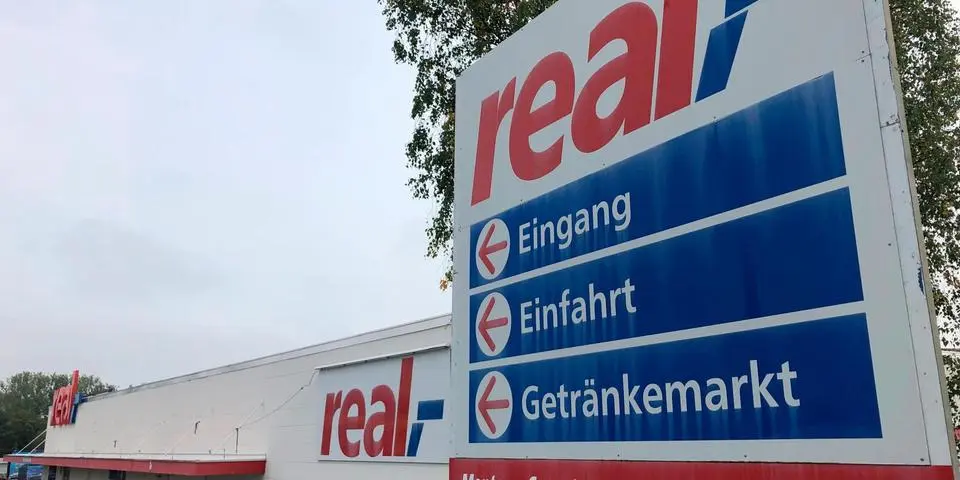 real,-
Eingang
Einfahrt
Getränkemarkt
real,-
real,-